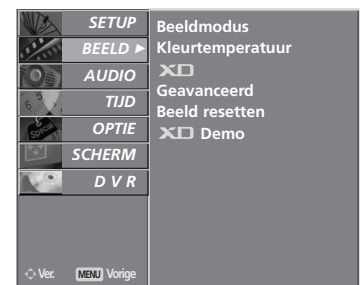 SETUP
BEELD ►
AUDIO
TIJD
OPTIE
SCHERM
D V R
Beeldmodus
Kleurtemperatuur
XD
Geavanceerd
Beeld resetten
XD Demo
Ver. MENU Vorige